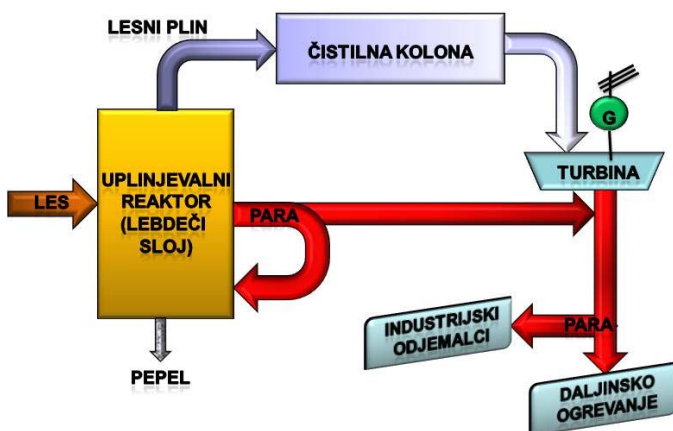 LESNI PLIN
ČISTILNA KOLONA
G
TURBINA
UPLINJEVALNI
REAKTOR
(LEBDEČI
SLOJ)
LES
PARA
INDUSTRIJSKI
ODJEMALCI
PARA
PEPEL
DALJINSKO
OGREVANJE